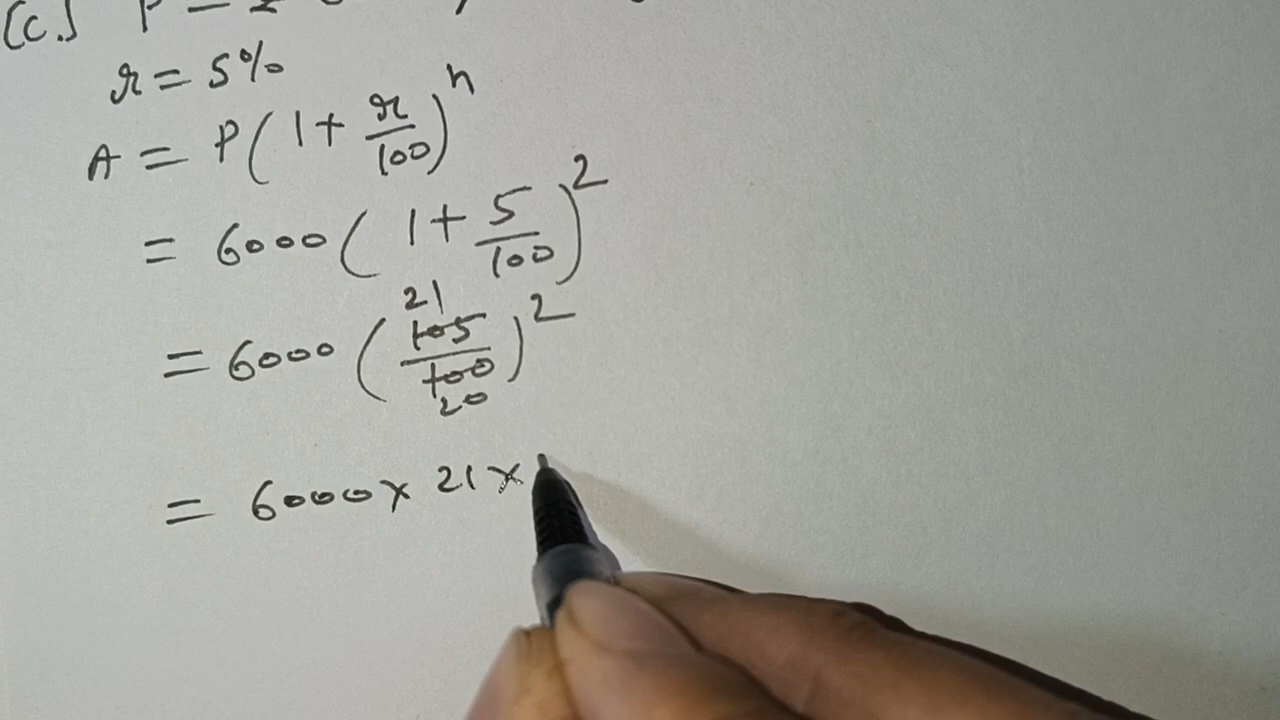 (C.) P =
r = 5%
A = P(1 + r/100)^n
= 6000(1 + 5/100)^2
= 6000(21 105/100 20)^2
= 6000 x 21 x